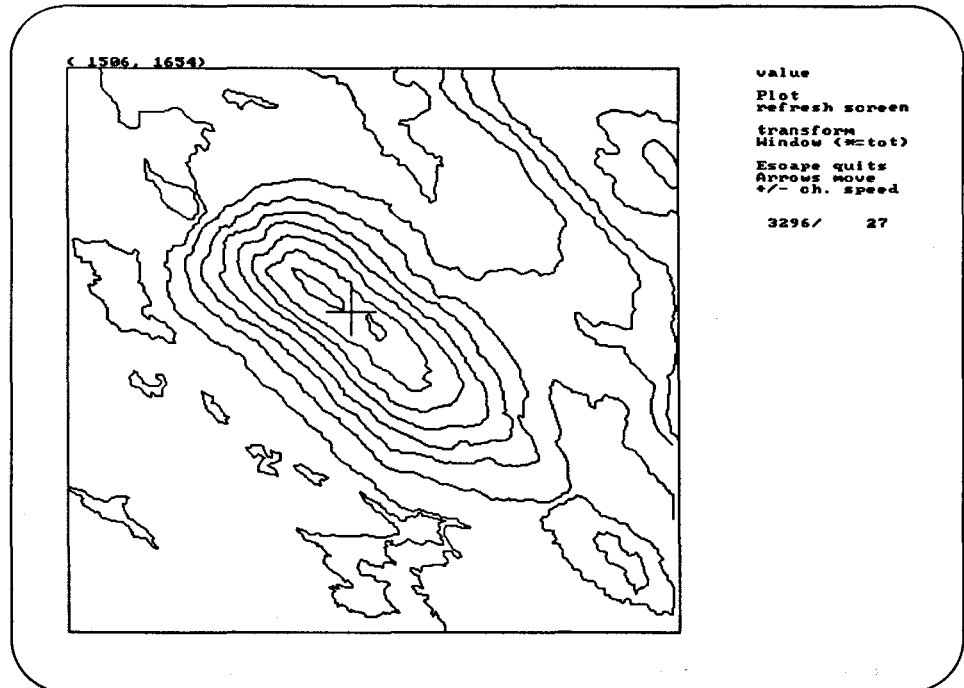 ( 1506, 1654)
value
Plot
refresh screen
transform
Window (*=tot)
Escape quits
Arrows move
+/- ch. speed
3296/ 27